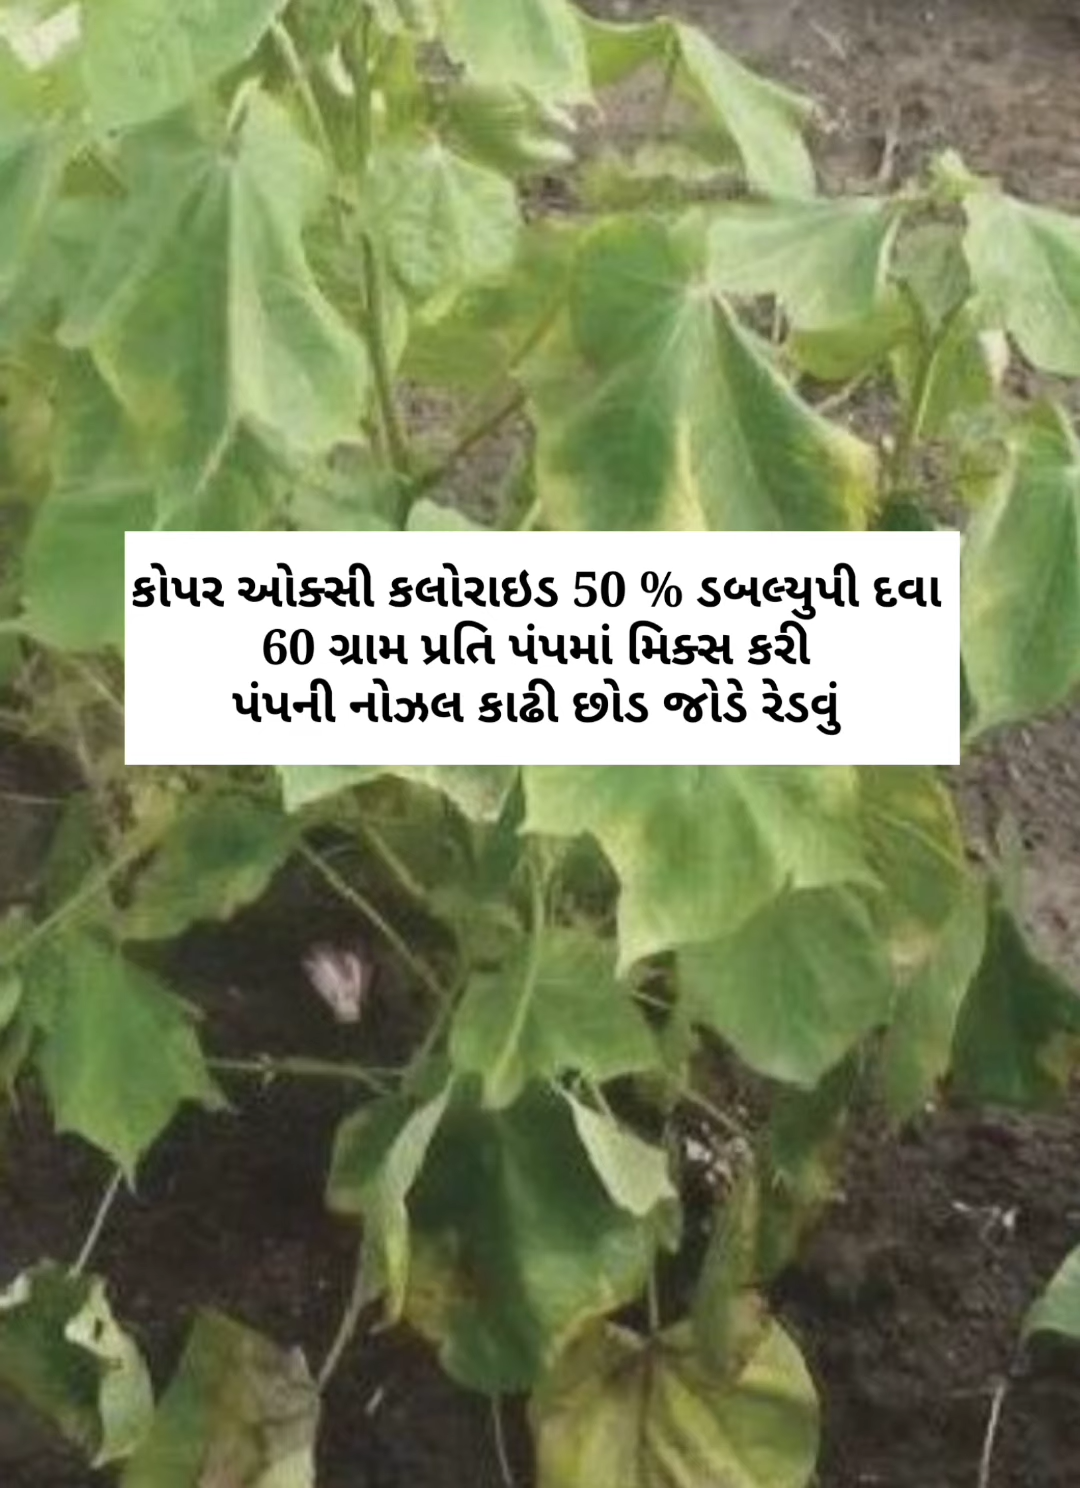 કોપર ઓક્સી કલોરાઇડ 50 % ડબલ્યુપી દવા
60 ગ્રામ પ્રતિ પંપમાં મિક્સ કરી
પંપની નોઝલ કાઢી છોડ જોડે રેડવું